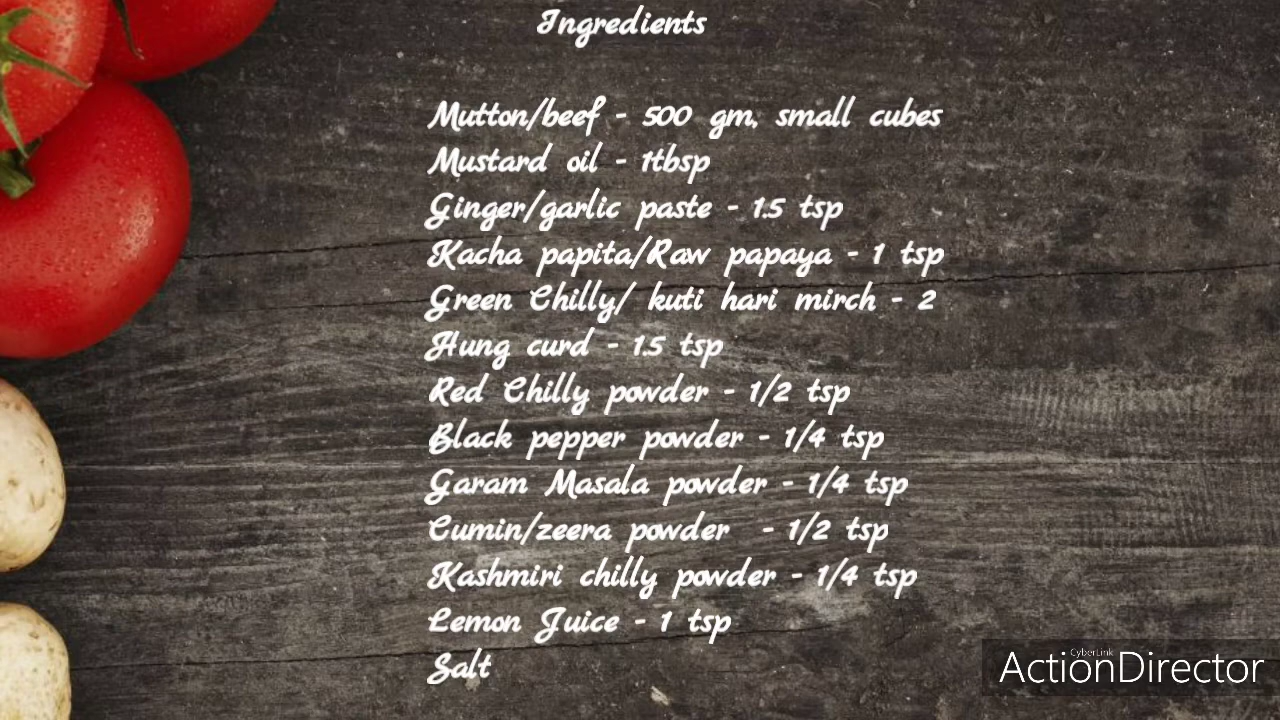 Ingredients
Mutton/beef - 500 gm, small cubes
Mustard oil - 1tbsp
Ginger/garlic paste - 1.5 tsp
Kacha papita/Raw papaya - 1 tsp
Green Chilly/ kuti hari mirch - 2
Hung curd - 1.5 tsp
Red Chilly powder - 1/2 tsp
Black pepper powder - 1/4 tsp
Garam Masala powder - 1/4 tsp
Cumin/zeera powder - 1/2 tsp
Kashmiri chilly powder - 1/4 tsp
Lemon Juice - 1 tsp
Salt
CyberLink
ActionDirector